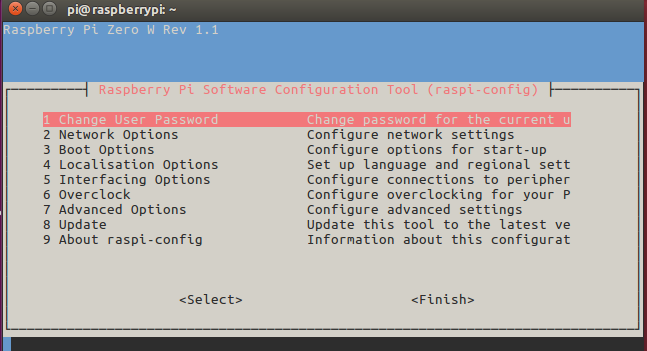 pi@raspberrypi: ~
Raspberry Pi Zero W Rev 1.1
Raspberry Pi Software Configuration Tool (raspi-config)
1 Change User Password Change password for the current u
2 Network Options Configure network settings
3 Boot Options Configure options for start-up
4 Localisation Options Set up language and regional sett
5 Interfacing Options Configure connections to peripher
6 Overclock Configure overclocking for your P
7 Advanced Options Configure advanced settings
8 Update Update this tool to the latest ve
9 About raspi-config Information about this configurat
<Select> <Finish>